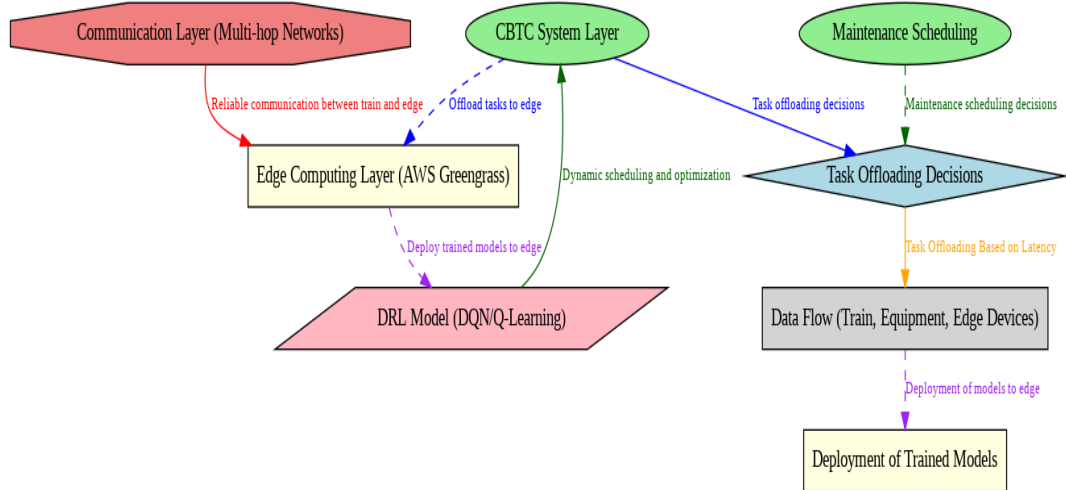 Communication Layer (Multi-hop Networks)
CBTC System Layer
Maintenance Scheduling
Reliable communication between train and edge
Offload tasks to edge
Task offloading decisions
Maintenance scheduling decisions
Edge Computing Layer (AWS Greengrass)
Dynamic scheduling and optimization
Task Offloading Decisions
Deploy trained models to edge
Task Offloading Based on Latency
DRL Model (DQN/Q-Learning)
Data Flow (Train, Equipment, Edge Devices)
Deployment of models to edge
Deployment of Trained Models